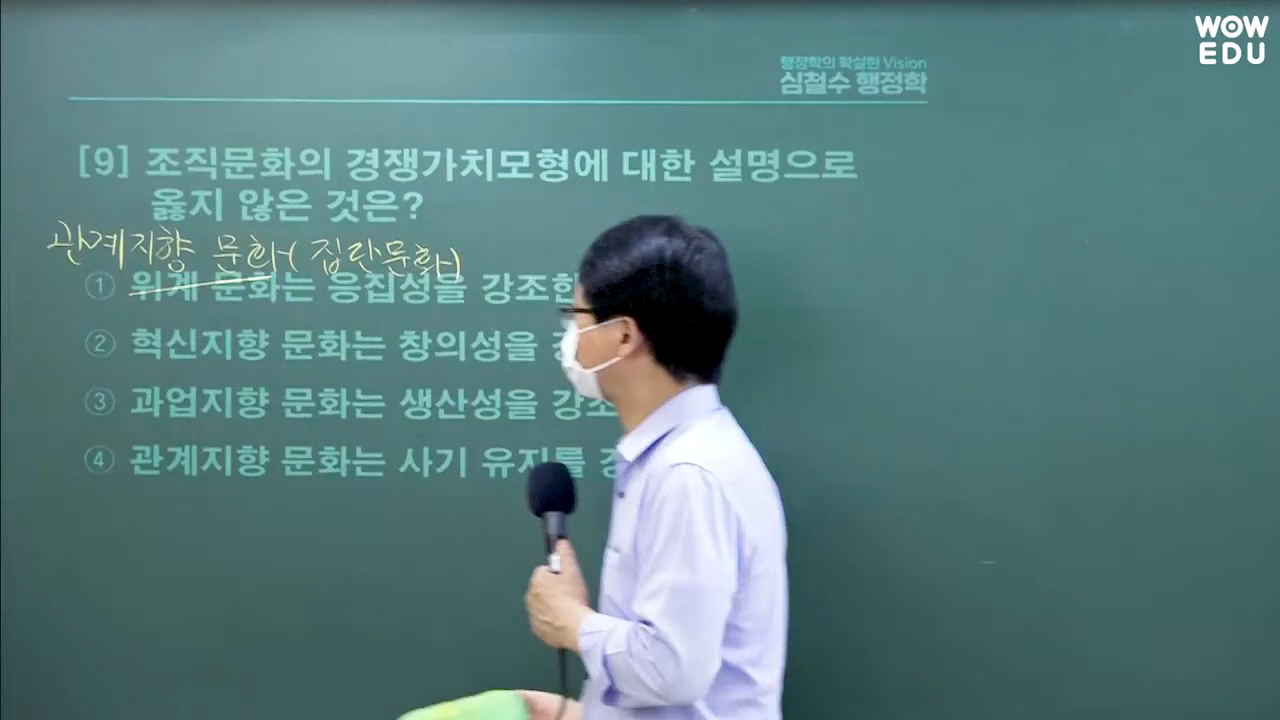 WOW
EDU
행정학의 확실한 Vision
심철수 행정학
[9] 조직문화의 경쟁가치모형에 대한 설명으로
옳지 않은 것은?
관계지향 문화(집단문화)
① 위계 문화는 응집성을 강조한
② 혁신지향 문화는 창의성을
③ 과업지향 문화는 생산성을 강조
④ 관계지향 문화는 사기 유지를